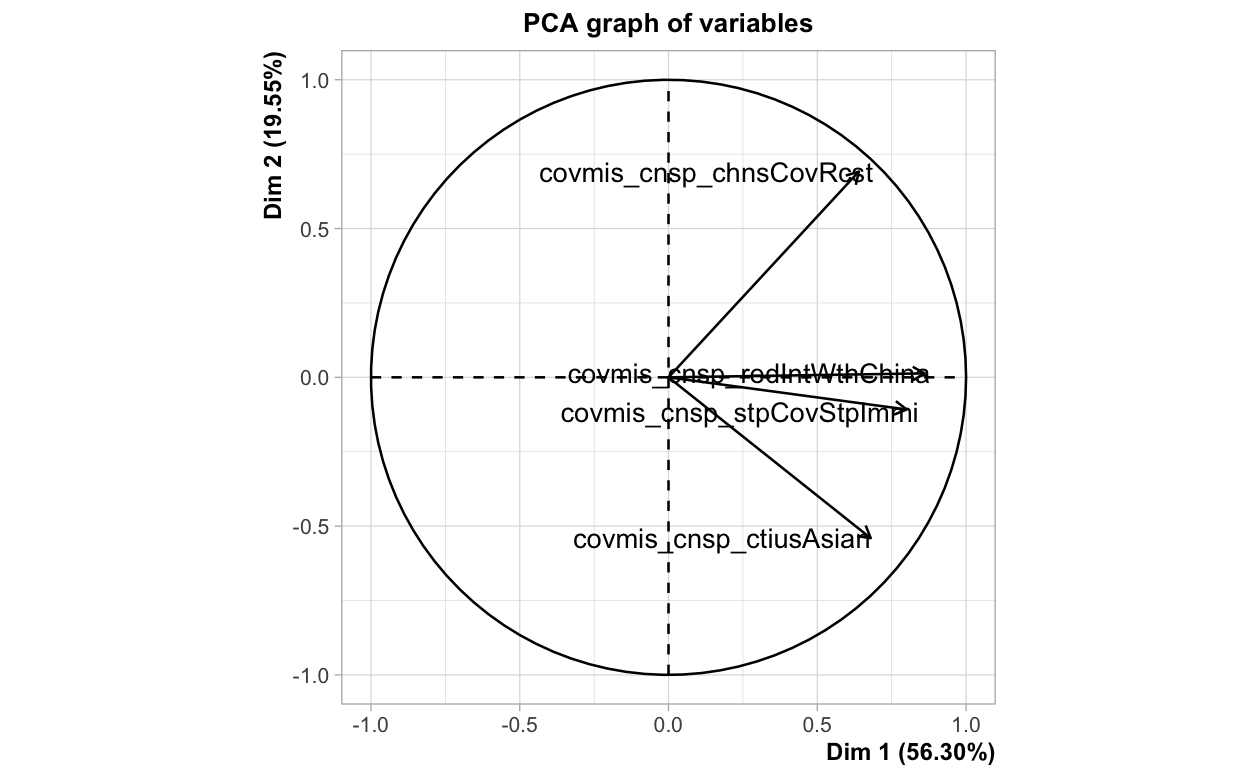 PCA graph of variables
Dim 2 (19.55%)
1.0
0.5
0.0
-0.5
-1.0
covmis_cnsp_chnsCovRcst
covmis_cnsp_rodIntWthChina
covmis_cnsp_stpCovStpImmi
covmis_cnsp_ctiusAsian
-1.0
-0.5
0.0
0.5
1.0
Dim 1 (56.30%)